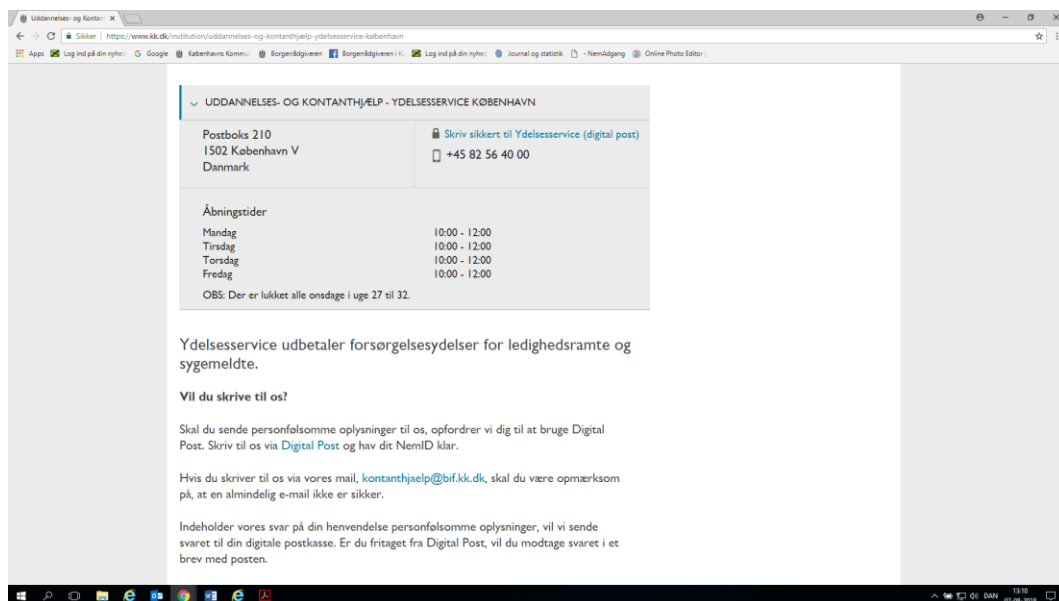 Uddannelses- og Kontan
Sikker | https://www.kk.dk/institution/uddannelses-og-kontanthjælp-ydelsesservice-københavn
Apps Log ind på din nyhe: Google Københavns Kommu Borgerrådgiveren Borgerrådgiveren i K Log ind på din nyhe: Journal og statistik - NemAdgang Online Photo Editor |
UDDANNELSES- OG KONTANTHJÆLP - YDELSESSERVICE KØBENHAVN
Postboks 210
1502 København V
Danmark
Skriv sikkert til Ydelsesservice (digital post)
+45 82 56 40 00
Åbningstider
Mandag 10:00 - 12:00
Tirsdag 10:00 - 12:00
Torsdag 10:00 - 12:00
Fredag 10:00 - 12:00
OBS: Der er lukket alle onsdage i uge 27 til 32.
Ydelsesservice udbetaler forsørgelsesydelser for ledighedsramte og
sygemeldte.
Vil du skrive til os?
Skal du sende personfølsomme oplysninger til os, opfordrer vi dig til at bruge Digital
Post. Skriv til os via Digital Post og hav dit NemID klar.
Hvis du skriver til os via vores mail, kontanthjaelp@bif.kk.dk, skal du være opmærksom
på, at en almindelig e-mail ikke er sikker.
Indeholder vores svar på din henvendelse personfølsomme oplysninger, vil vi sende
svaret til din digitale postkasse. Er du fritaget fra Digital Post, vil du modtage svaret i et
brev med posten.
DAN
13:10
07-08-2018